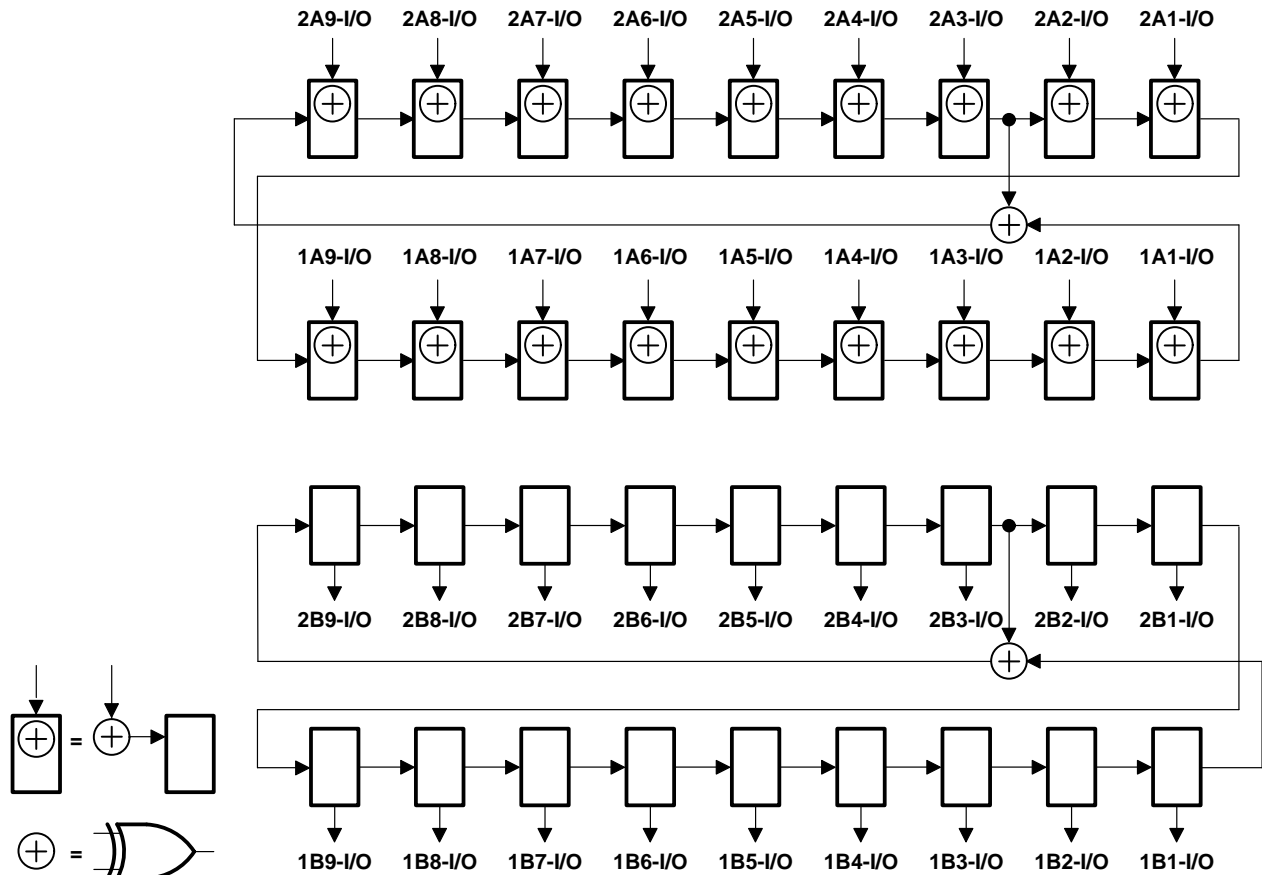 2A9-I/O 2A8-I/O 2A7-I/O 2A6-I/O 2A5-I/O 2A4-I/O 2A3-I/O 2A2-I/O 2A1-I/O
1A9-I/O 1A8-I/O 1A7-I/O 1A6-I/O 1A5-I/O 1A4-I/O 1A3-I/O 1A2-I/O 1A1-I/O
2B9-I/O 2B8-I/O 2B7-I/O 2B6-I/O 2B5-I/O 2B4-I/O 2B3-I/O 2B2-I/O 2B1-I/O
=
=
1B9-I/O 1B8-I/O 1B7-I/O 1B6-I/O 1B5-I/O 1B4-I/O 1B3-I/O 1B2-I/O 1B1-I/O